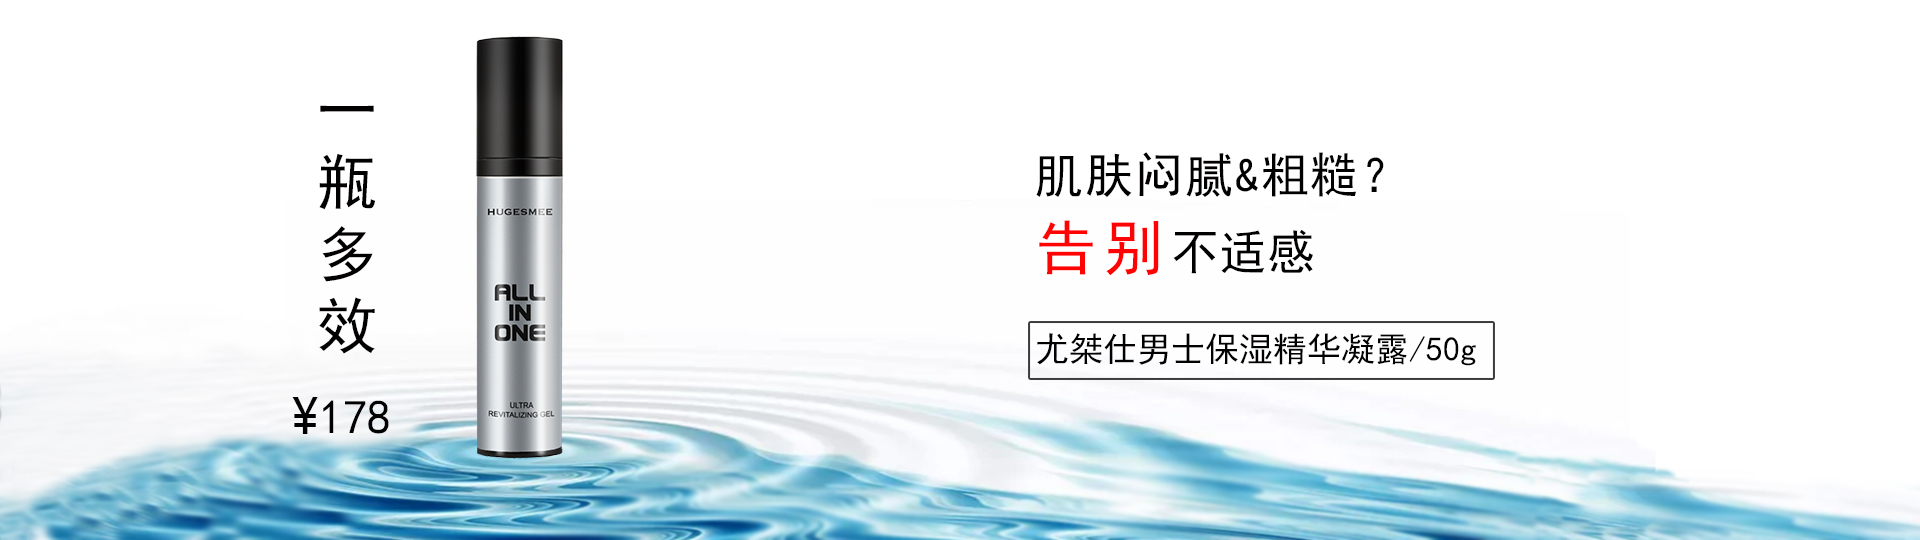 一瓶多效
¥178
HUGESMEE
ALL
IN
ONE
ULTRA
REVITALIZING GEL
肌肤闷腻&粗糙?
告别不适感
尤桀仕男士保湿精华凝露/50g